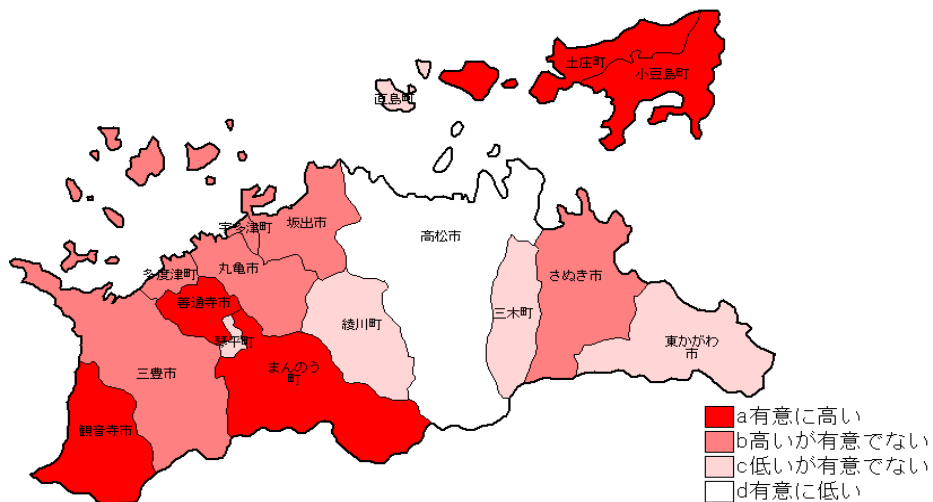 土庄町
小豆島町
直島町
宇多津町
坂出市
高松市
多度津町
丸亀市
さぬき市
善通寺市
三木町
綾川町
琴平町
東かがわ
市
まんのう
町
三豊市
観音寺市
a有意に高い
b高いが有意でない
c低いが有意でない
d有意に低い